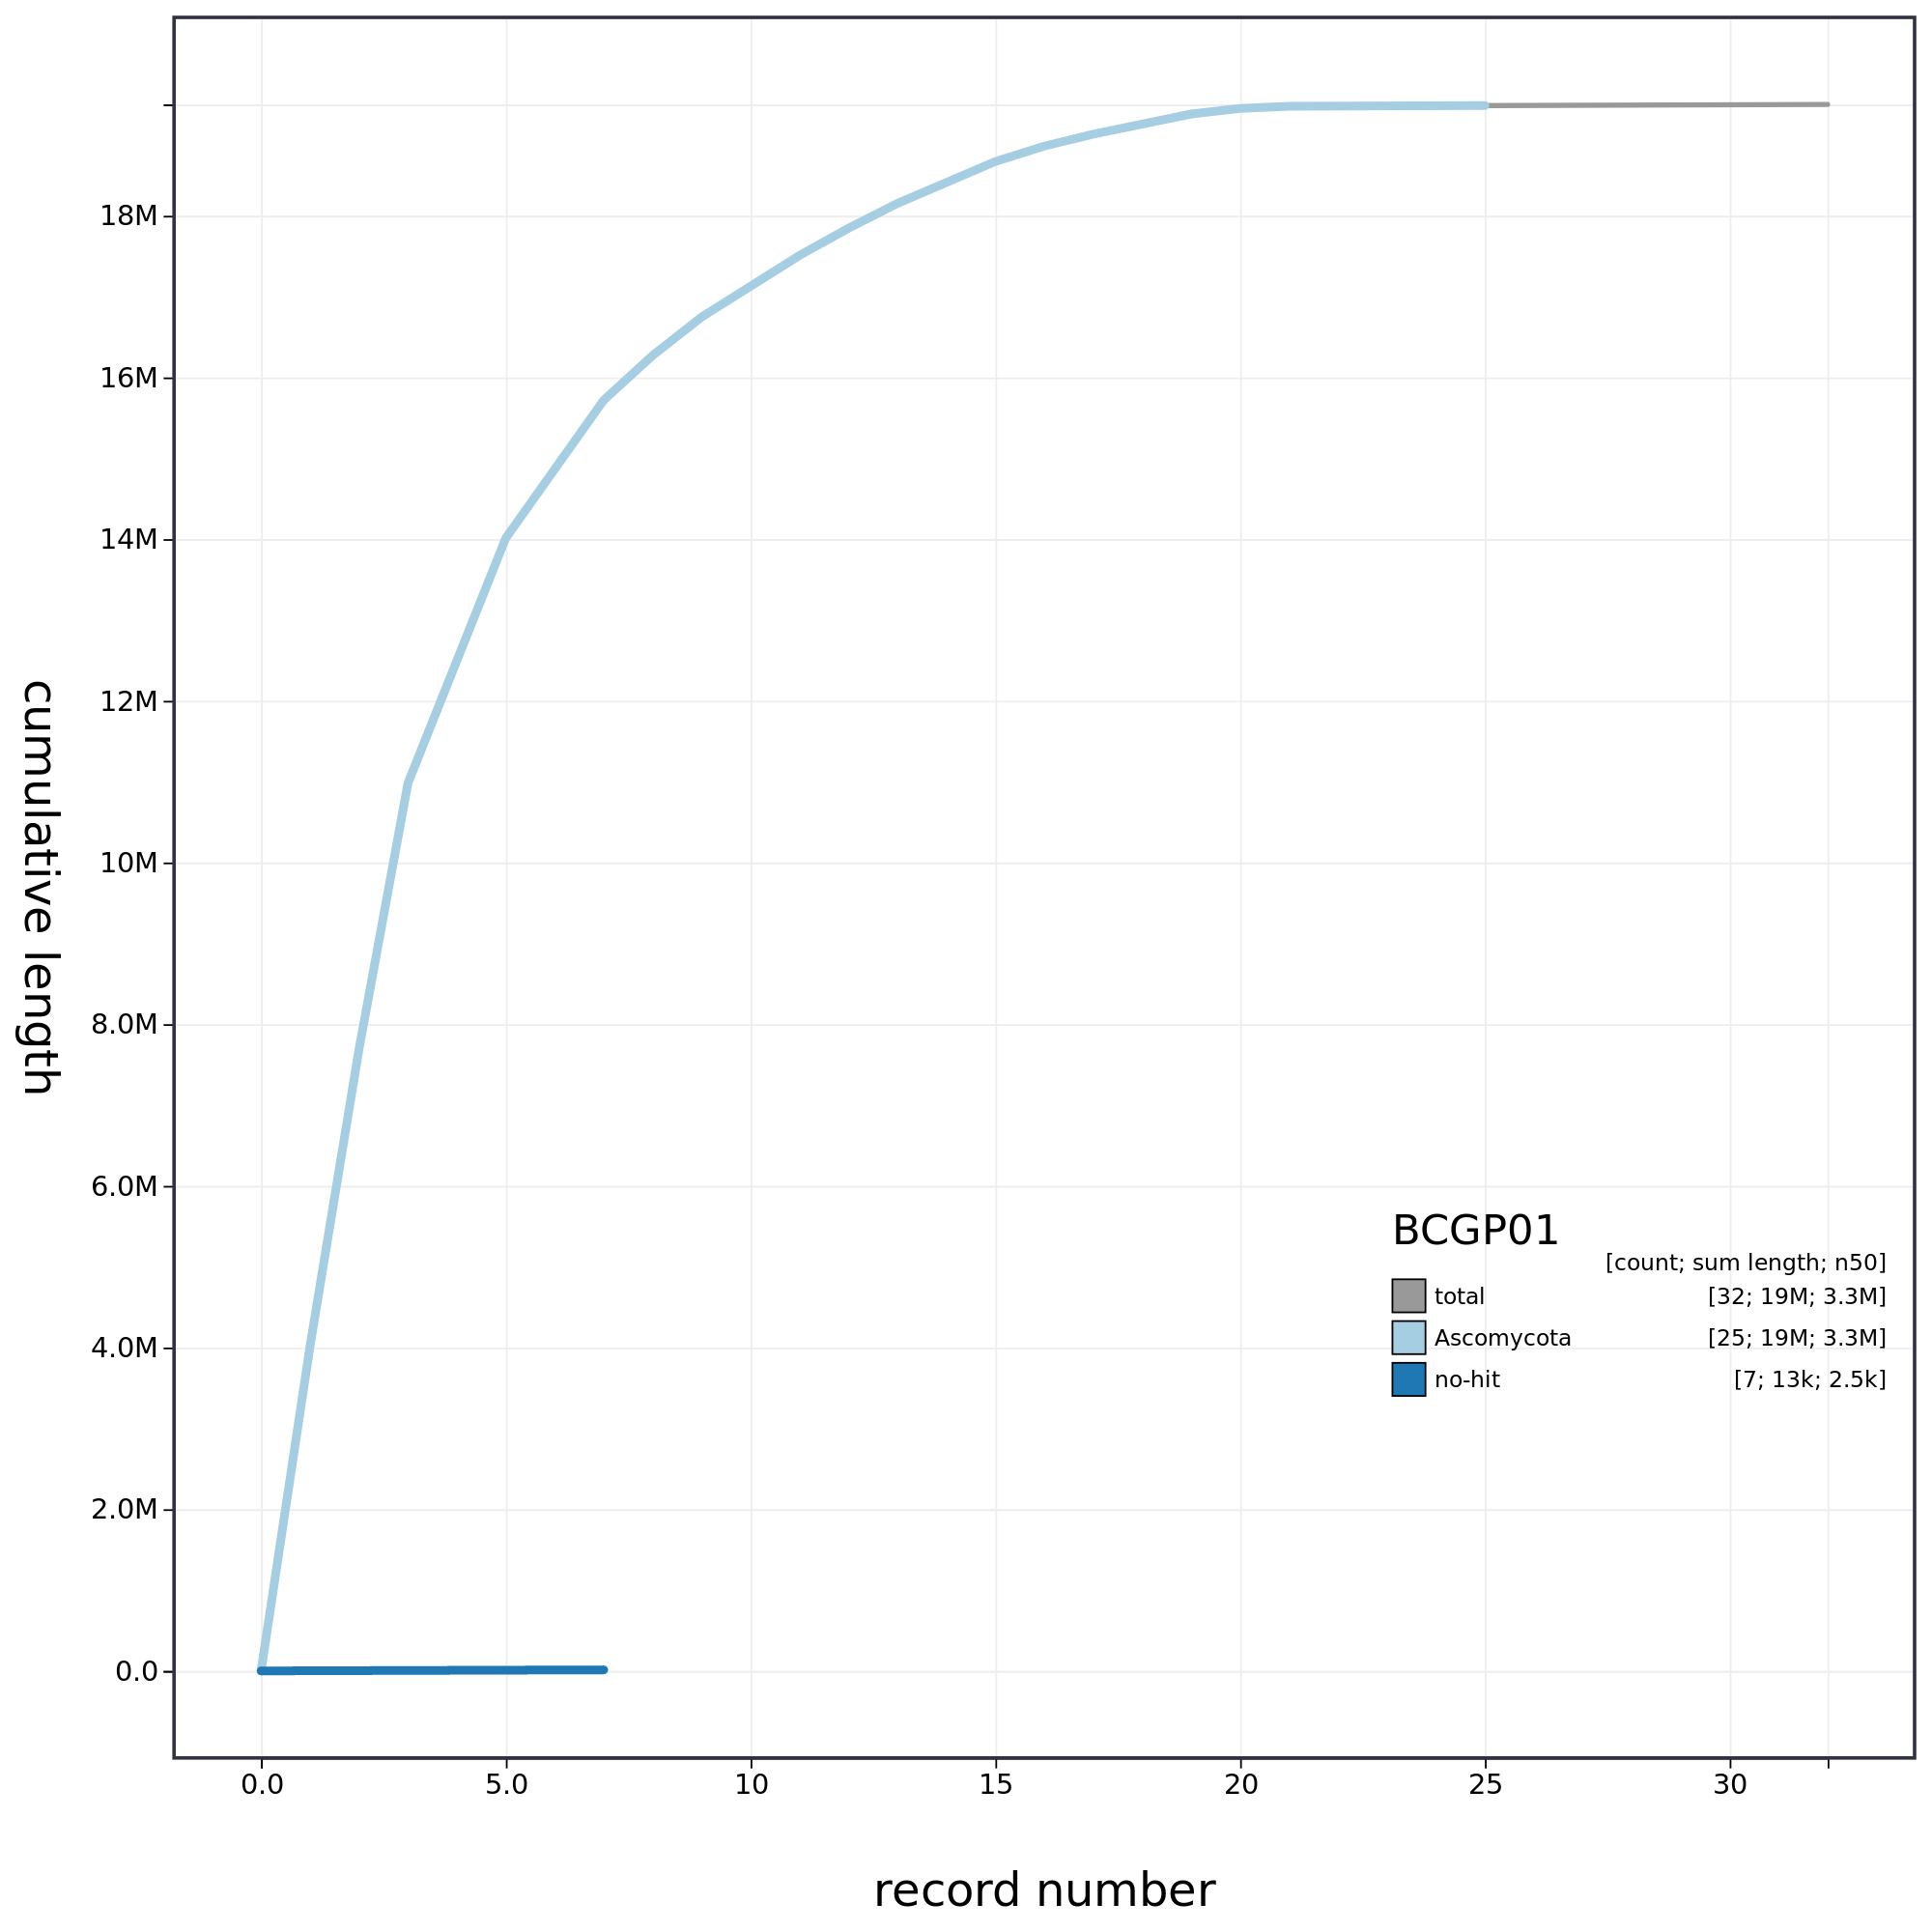 18M
16M
14M
12M
10M
8.0M
6.0M
4.0M
2.0M
0.0
cumulative length
BCGP01
[count; sum length; n50]
total [32; 19M; 3.3M]
Ascomycota [25; 19M; 3.3M]
no-hit [7; 13k; 2.5k]
0.0 5.0 10 15 20 25 30
record number